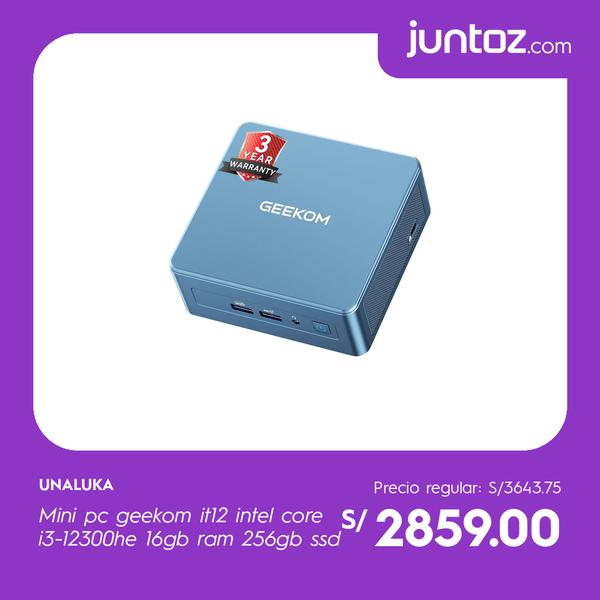 juntoz.com
3
YEAR
WARRANTY
GEEKOM
UNALUKA
Precio regular: S/3643.75
Mini pc geekom it12 intel core
i3-12300he 16gb ram 256gb ssd
S/ 2859.00